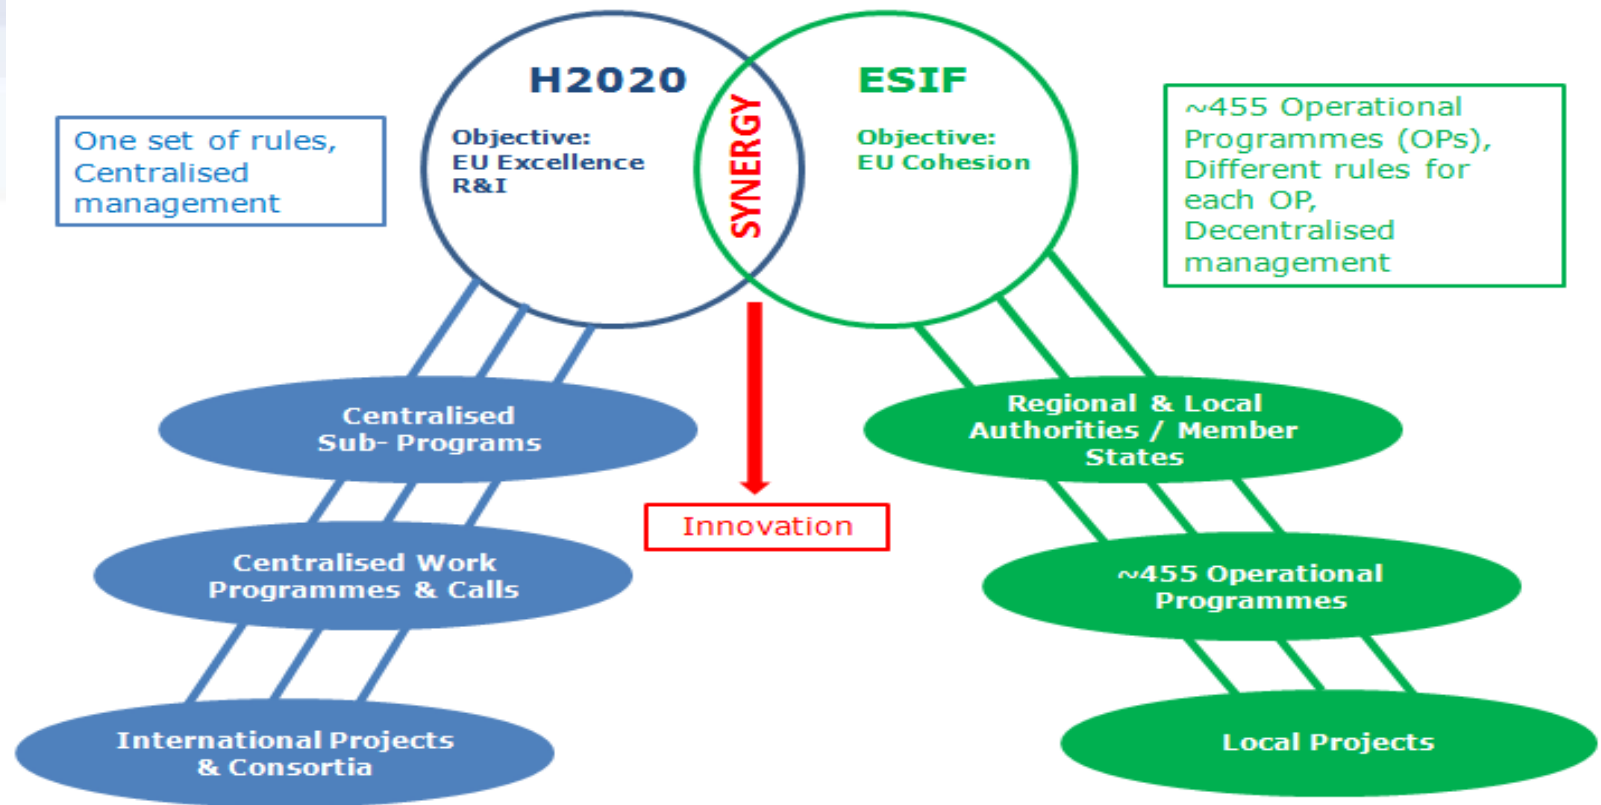 H2020
ESIF
SYNERGY
Objective:
EU Excellence
R&I
Objective:
EU Cohesion
One set of rules,
Centralised
management
~455 Operational
Programmes (OPs),
Different rules for
each OP,
Decentralised
management
Centralised
Sub- Programs
Regional & Local
Authorities / Member
States
Innovation
Centralised Work
Programmes & Calls
~455 Operational
Programmes
International Projects
& Consortia
Local Projects